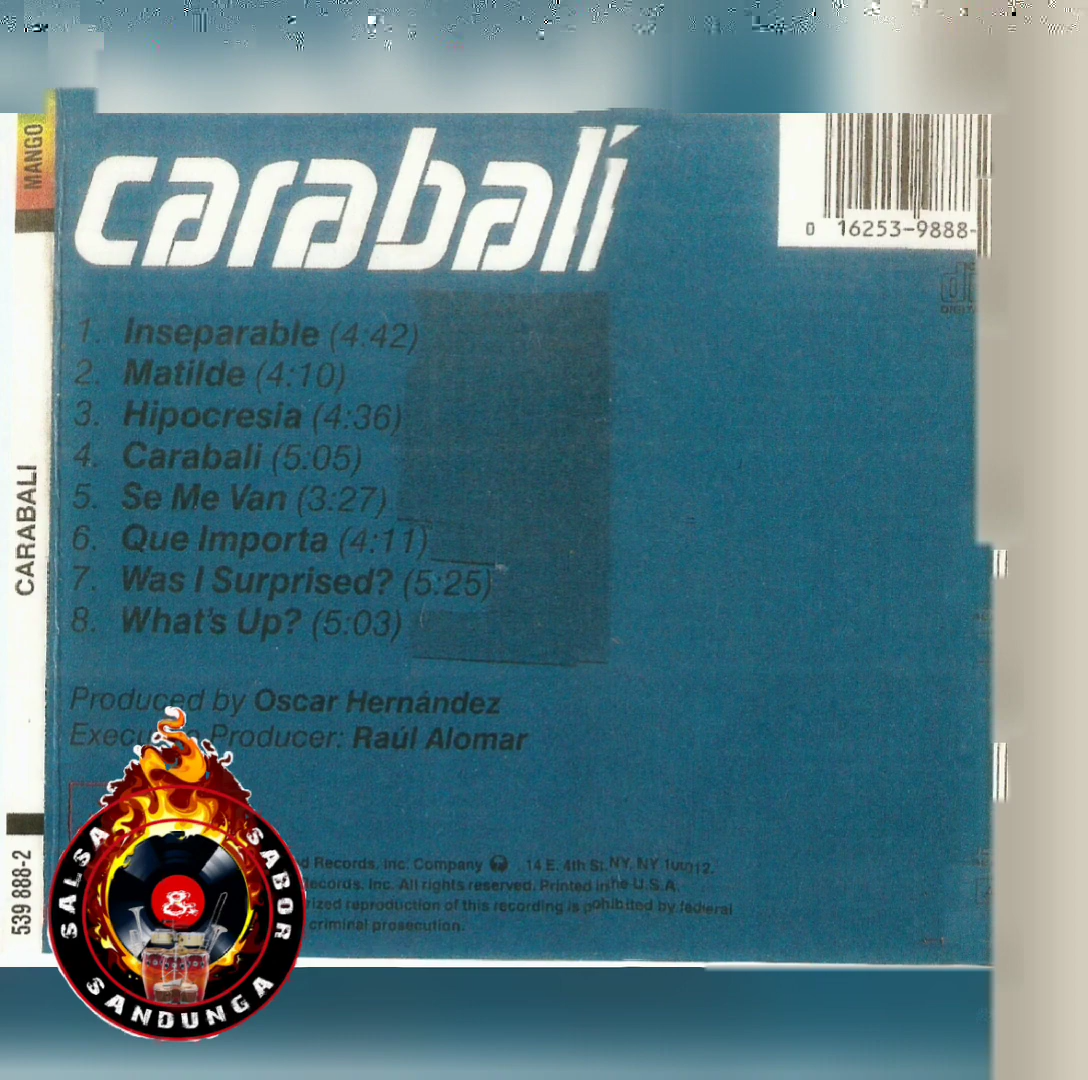 MANGO
CARABALI
539 888-2
carabalí
0 16253-9888-
1. Inseparable (4:42)
2. Matilde (4:10)
3. Hipocresia (4:36)
4. Carabali (5:05)
5. Se Me Van (3:27)
6. Que Importa (4:11)
7. Was I Surprised? (5:25)
8. What's Up? (5:03)
Produced by Oscar Hernández
Producer: Raúl Alomar
Records, Inc. Company 14 E. 4th St. NY, NY
Records, Inc. All rights reserved. Printed in the U.S.A.
reproduction of this recording is by federal
criminal prosecution.
SALSA SABOR
&
SANDUNGA